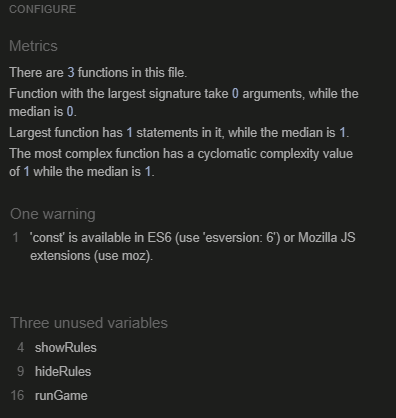 CONFIGURE
Metrics
There are 3 functions in this file.
Function with the largest signature take 0 arguments, while the
median is 0.
Largest function has 1 statements in it, while the median is 1.
The most complex function has a cyclomatic complexity value
of 1 while the median is 1.
One warning
1 'const' is available in ES6 (use 'esversion: 6') or Mozilla JS
extensions (use moz).
Three unused variables
4 showRules
9 hideRules
16 runGame